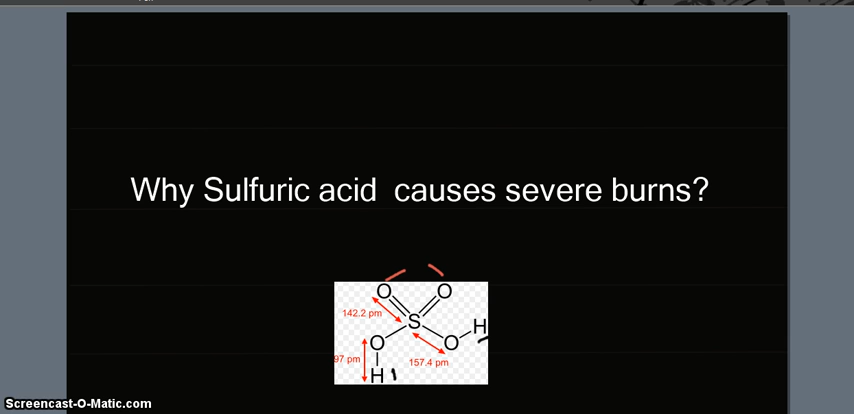 Why Sulfuric acid causes severe burns?
O O
142.2 pm
S
H
O O
97 pm
157.4 pm
H
Screencast-O-Matic.com